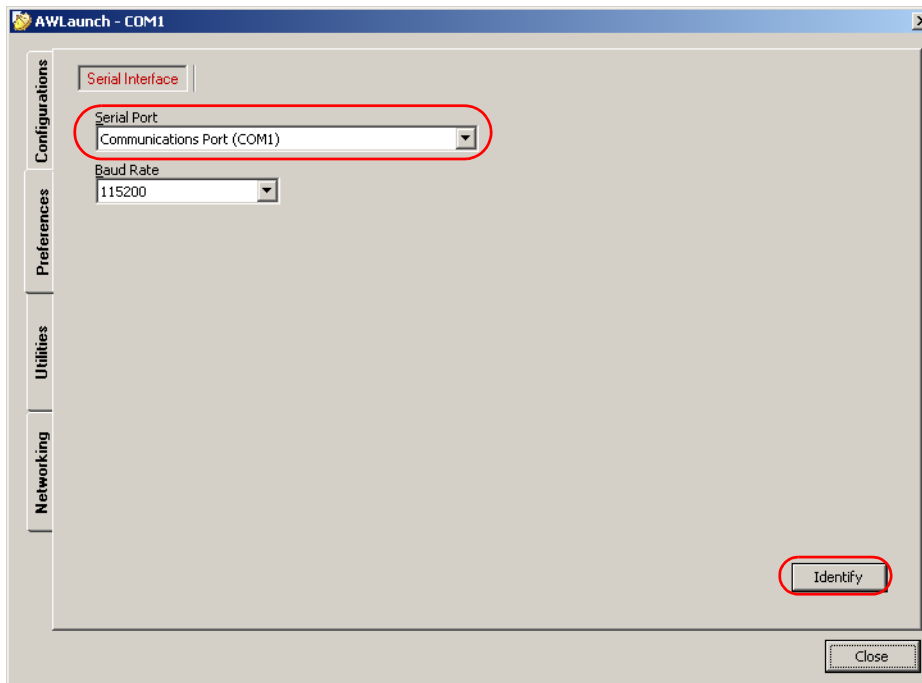 AWLaunch - COM1
Configurations
Preferences
Utilities
Networking
Serial Interface
Serial Port
Communications Port (COM1)
Baud Rate
115200
Identify
Close